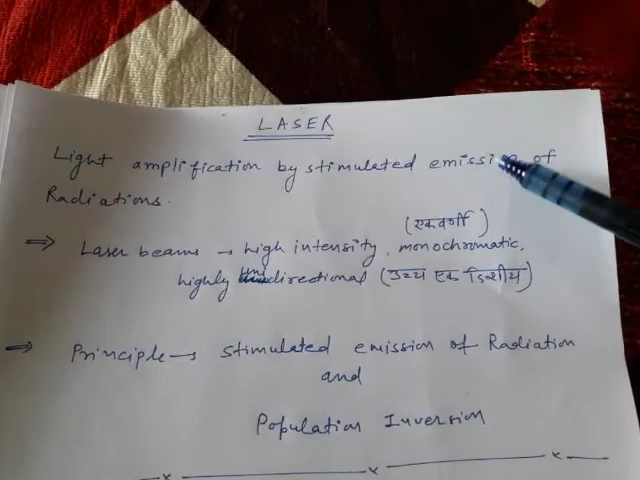 LASER
Light amplification by stimulated emission of
Radiations.
⇒ Laser beams → high intensity, monochromatic,
(एकवर्णी)
highly Unidirectional (उच्च एक दिशीय)
⇒ Principle → stimulated emission of Radiation
and
Population Inversion